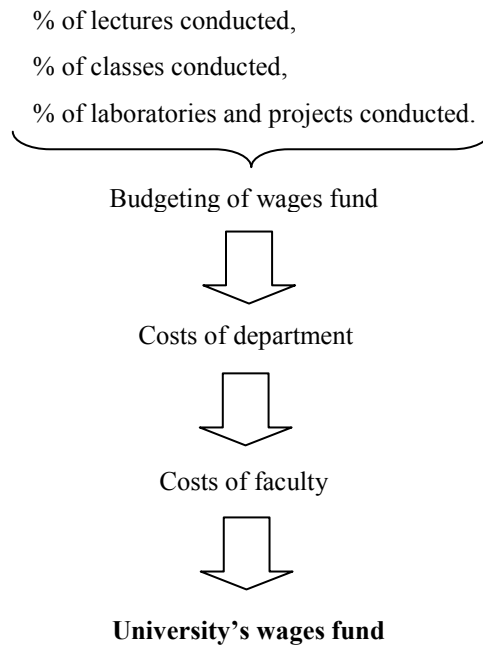 % of lectures conducted,
% of classes conducted,
% of laboratories and projects conducted.
Budgeting of wages fund
Costs of department
Costs of faculty
University’s wages fund